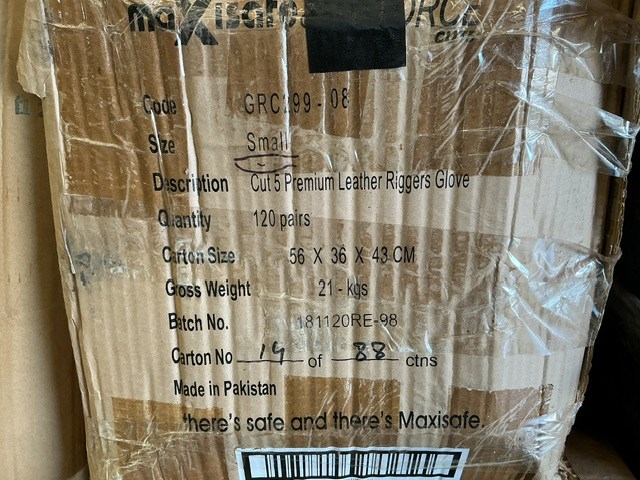 maxisafe
Code GRC299-08
Size Small
Description Cut 5 Premium Leather Riggers Glove
Quantity 120 pairs
Carton Size 56 X 36 X 43 CM
Gross Weight 21-kgs
Batch No. 181120RE-98
Carton No 14 of 88 ctns
Made in Pakistan
there's safe and there's Maxisafe.